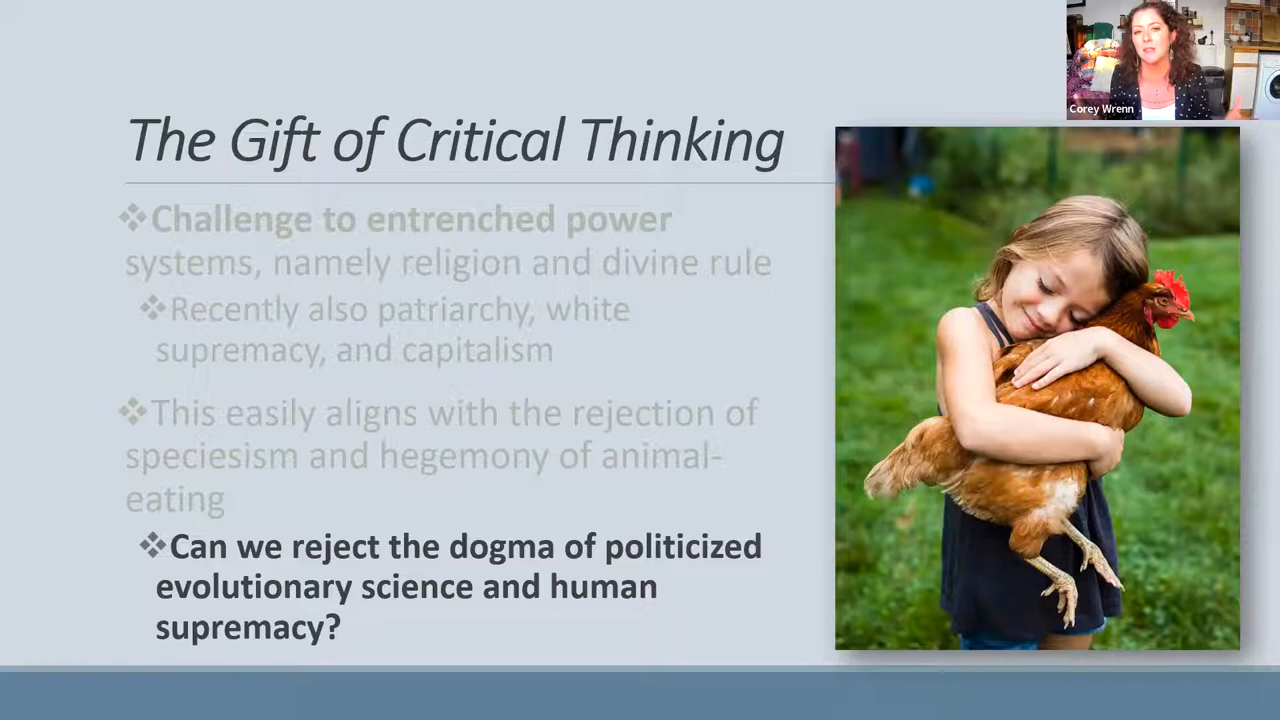 Corey Wrenn
The Gift of Critical Thinking
❖Challenge to entrenched power
systems, namely religion and divine rule
❖Recently also patriarchy, white
supremacy, and capitalism
❖This easily aligns with the rejection of
speciesism and hegemony of animal-
eating
❖Can we reject the dogma of politicized
evolutionary science and human
supremacy?